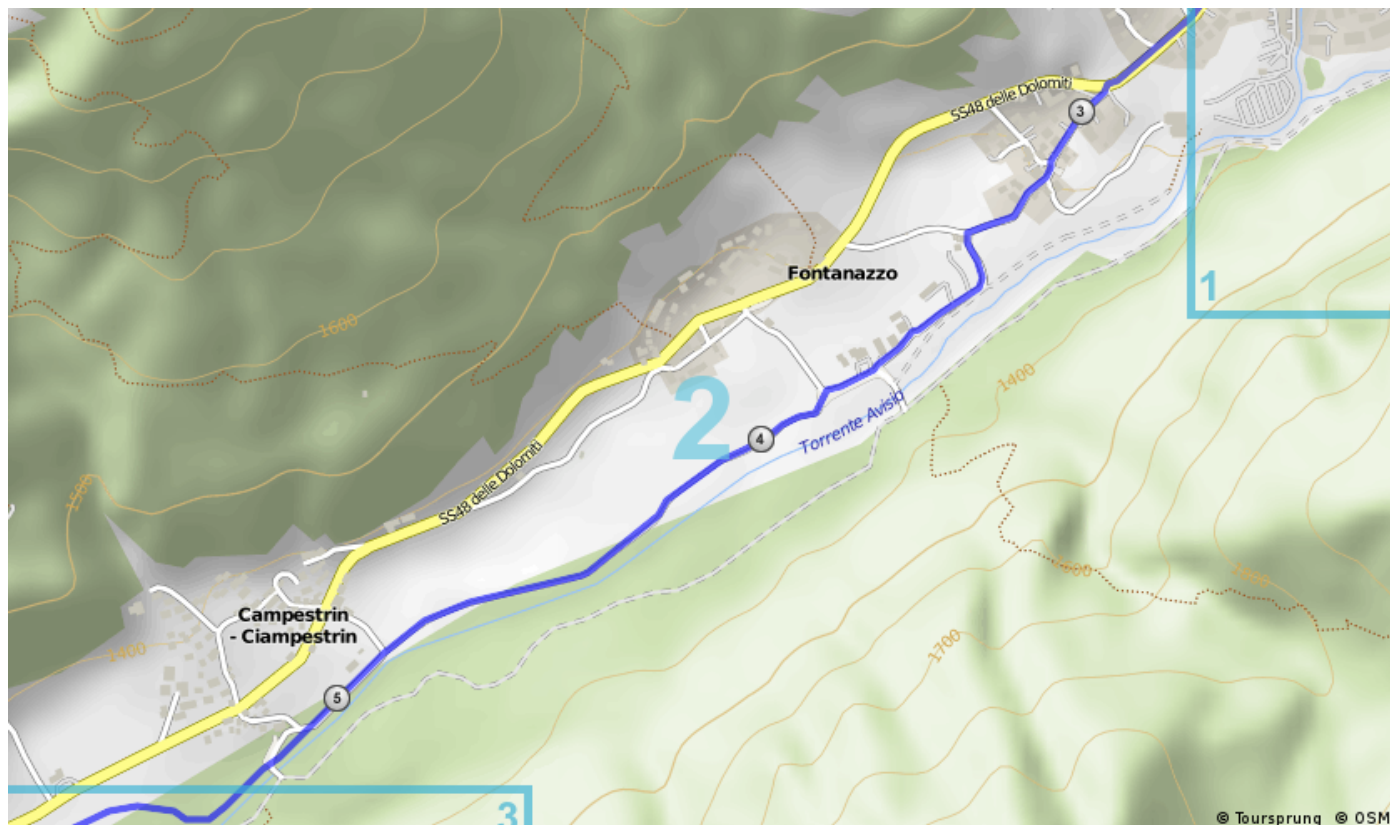 SS48 delle Dolomiti
3
1
Fontanazzo
1600
1400
2
Torrente Avisio
4
SS48 delle Dolomiti
1500
Campestrin
- Ciampestrin
1400
1700
5
3
© Toursprung © OSM